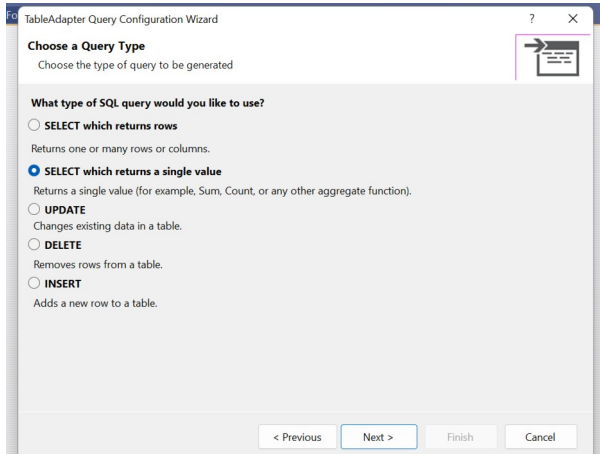 Fo
TableAdapter Query Configuration Wizard
?
Choose a Query Type
Choose the type of query to be generated
What type of SQL query would you like to use?
SELECT which returns rows
Returns one or many rows or columns.
SELECT which returns a single value
Returns a single value (for example, Sum, Count, or any other aggregate function).
UPDATE
Changes existing data in a table.
DELETE
Removes rows from a table.
INSERT
Adds a new row to a table.
< Previous
Next >
Finish
Cancel